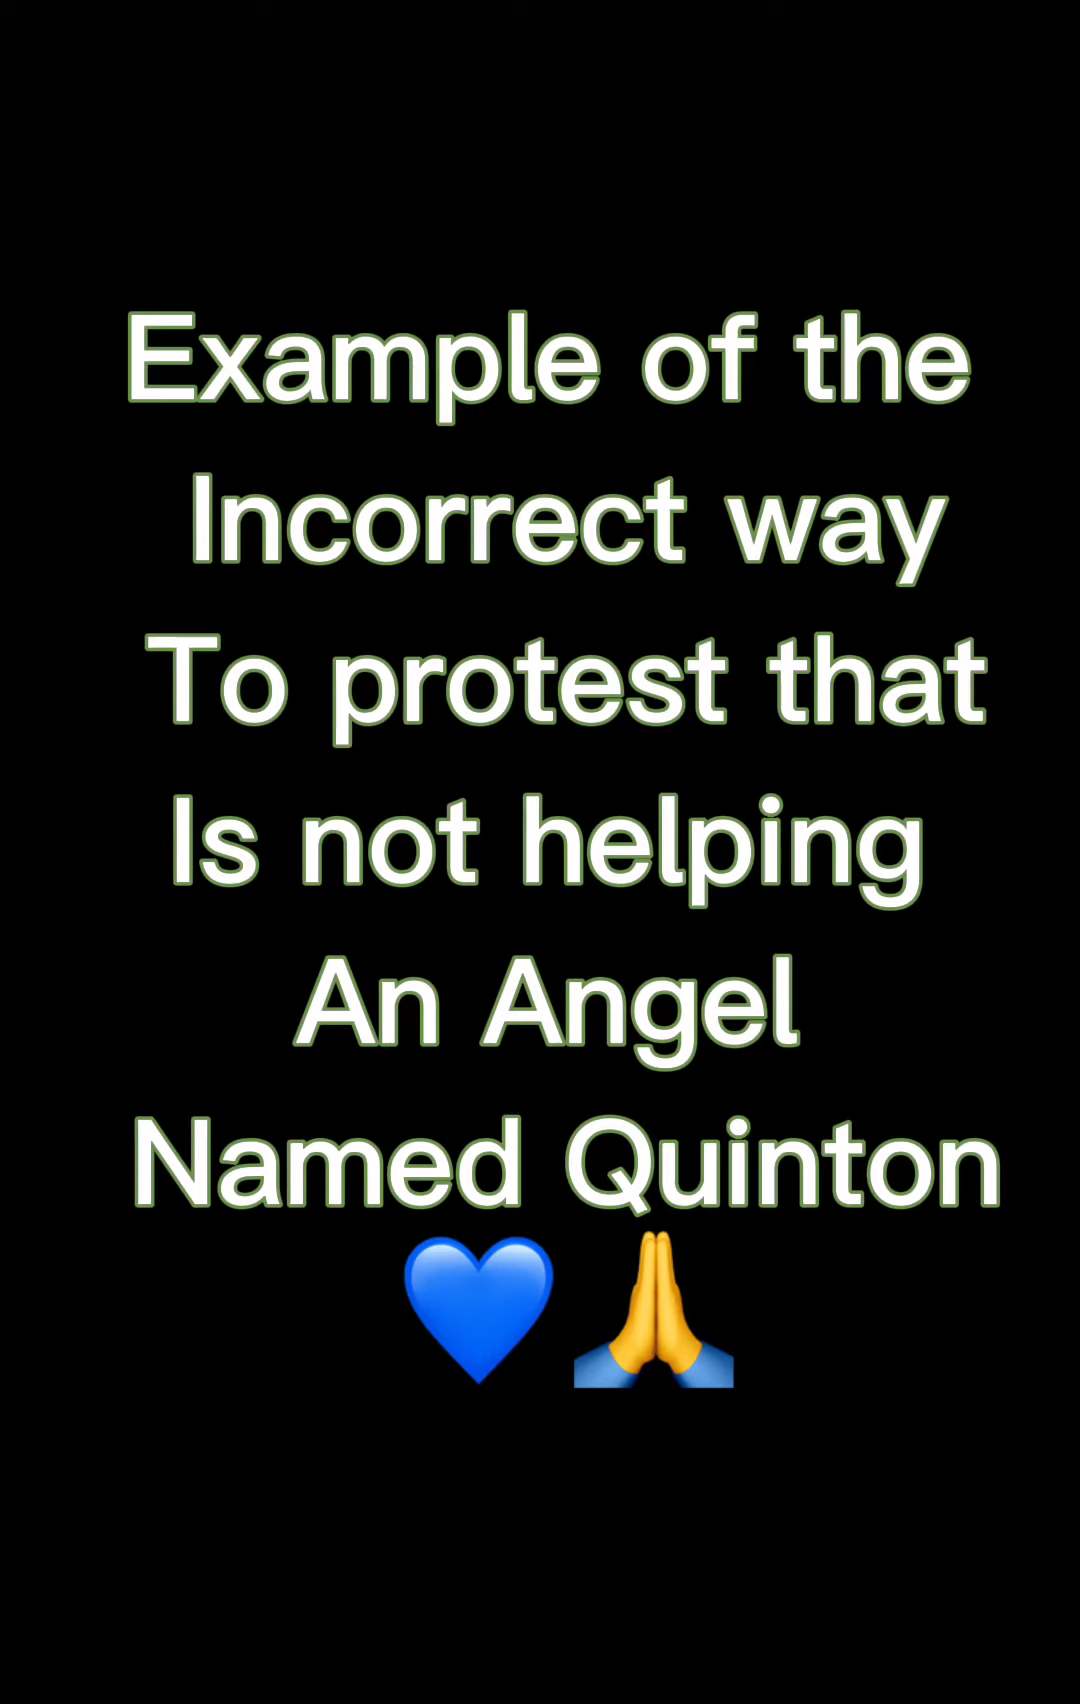 Example of the
Incorrect way
To protest that
Is not helping
An Angel
Named Quinton
💙🙏